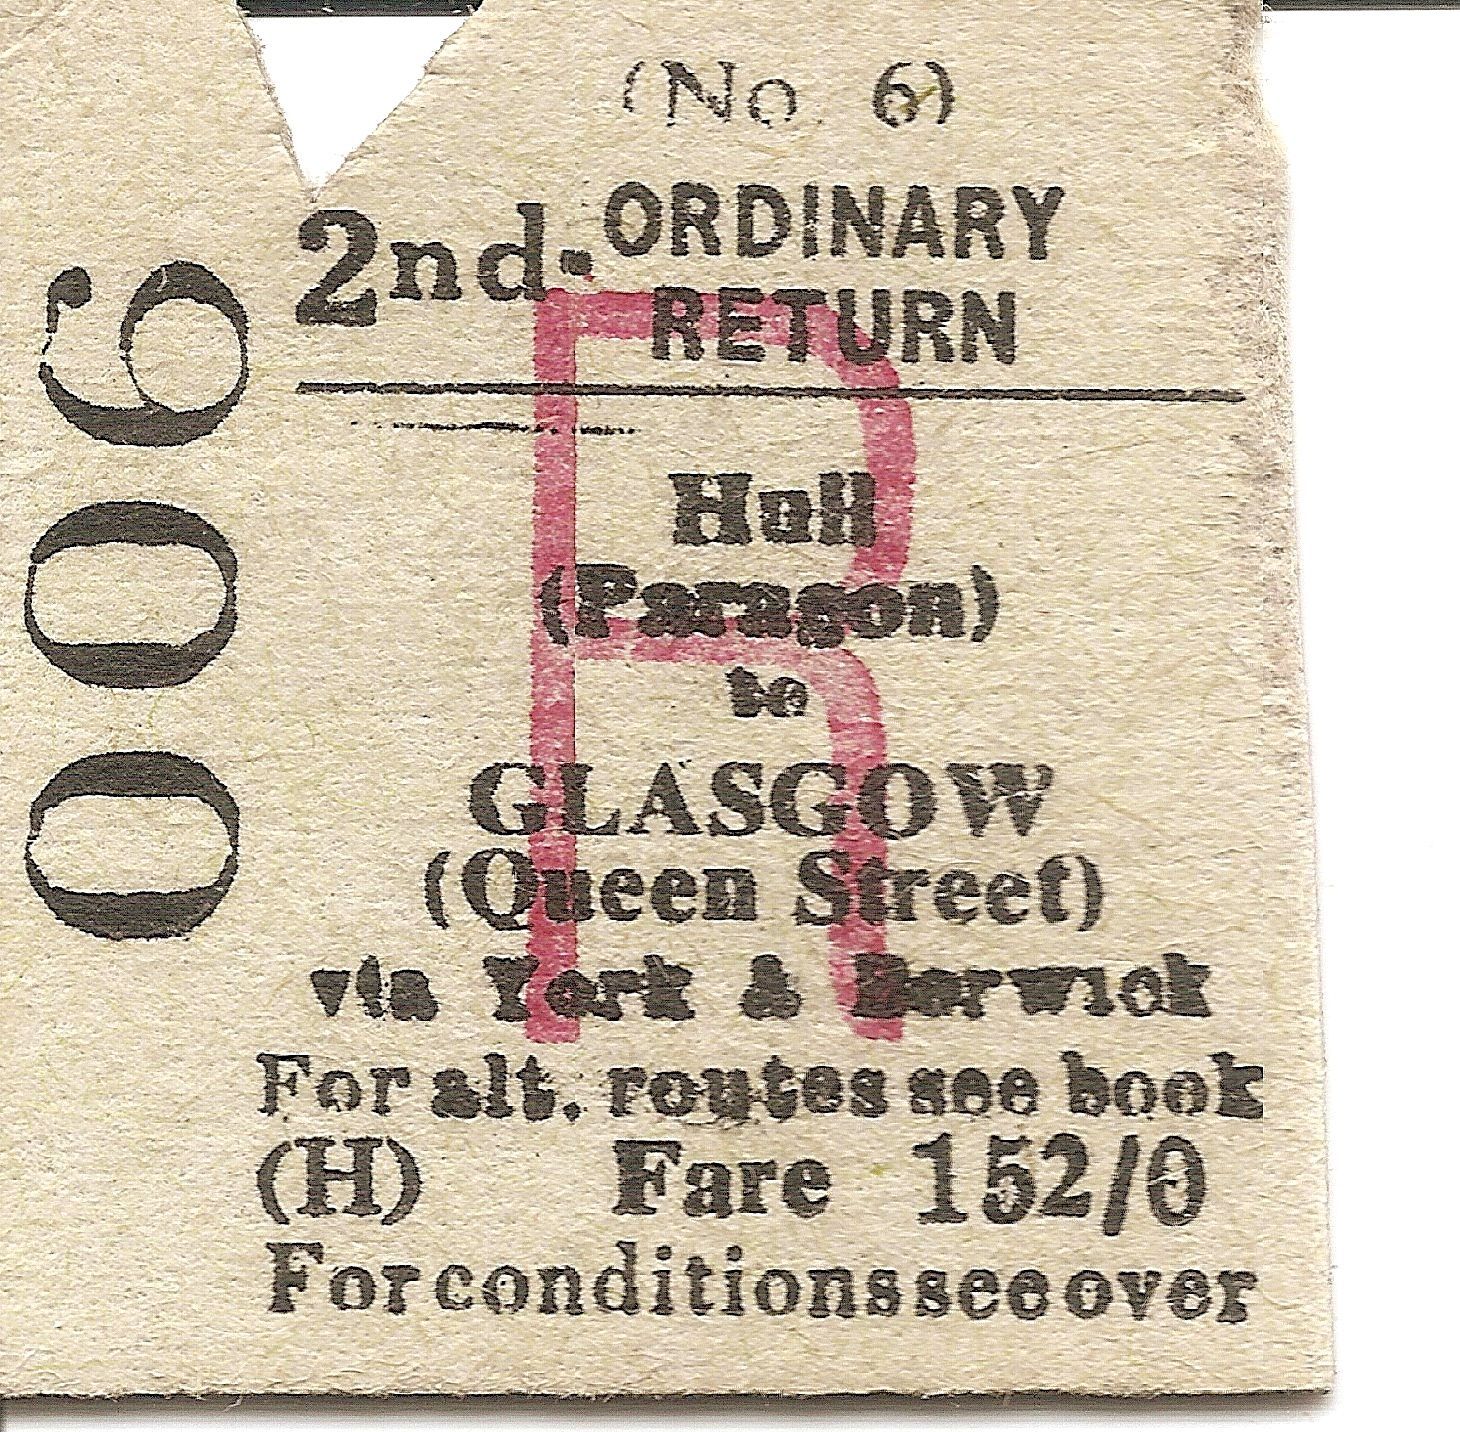 (No 6)
2nd. ORDINARY
RETURN
Hull
(Paragon)
to
GLASGOW
(Queen Street)
via York & Berwick
For alt. routes see book
(H) Fare 152/0
For conditions see over
R
006